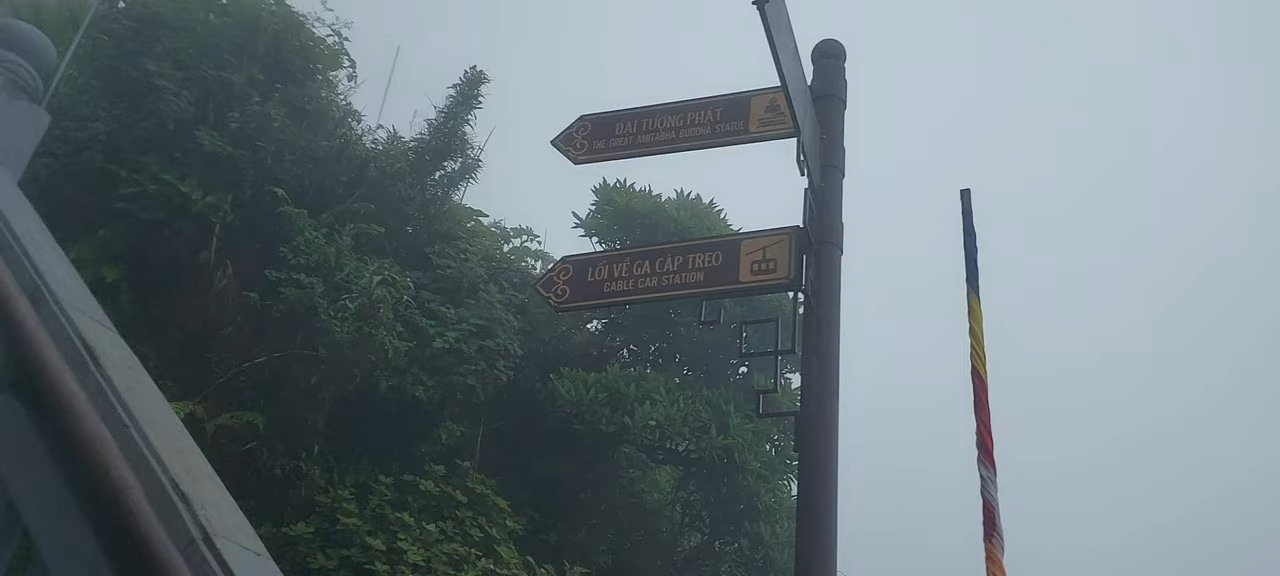 ĐẠI TƯỢNG PHẬT
THE GREAT AMITABHA BUDDHA STATUE
LỐI VỀ GA CÁP TREO
CABLE CAR STATION